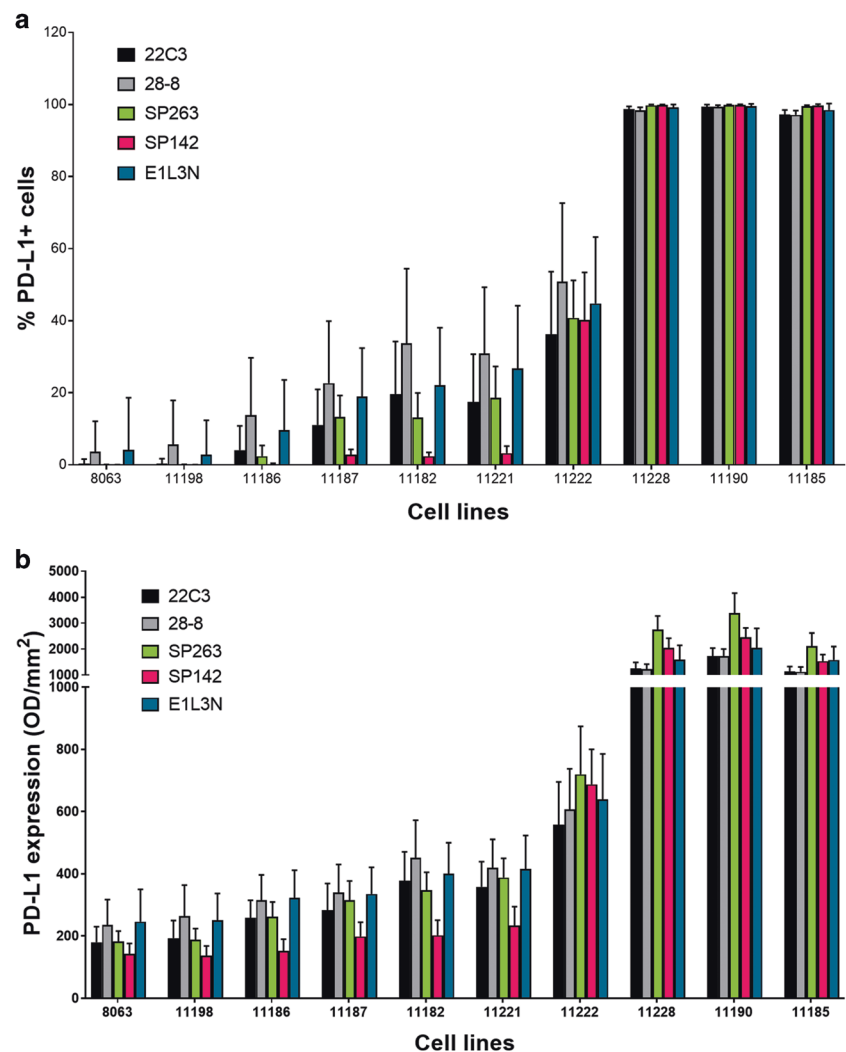 a
120
100
80
60
40
20
0
% PD-L1+ cells
22C3
28-8
SP263
SP142
E1L3N
8063 11198 11186 11187 11182 11221 11222 11228 11190 11185
Cell lines
b
5000
4000
3000
2000
1000
1000
800
600
400
200
0
PD-L1 expression (OD/mm²)
22C3
28-8
SP263
SP142
E1L3N
8063 11198 11186 11187 11182 11221 11222 11228 11190 11185
Cell lines